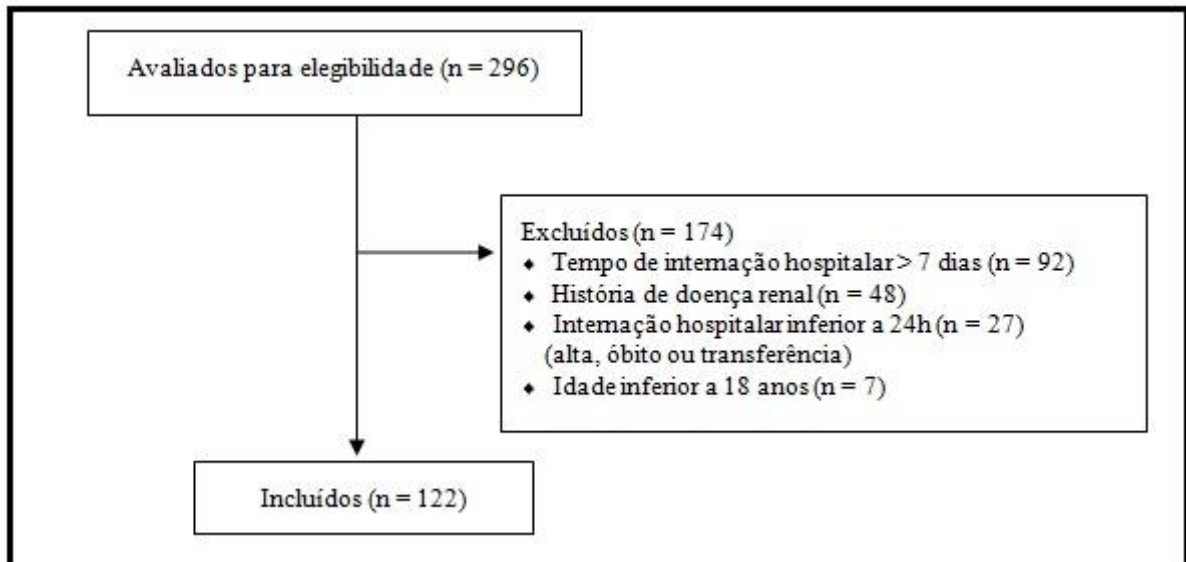 Avaliados para elegibilidade (n = 296)
Excluídos (n = 174)
♦ Tempo de internação hospitalar > 7 dias (n = 92)
♦ História de doença renal (n = 48)
♦ Internação hospitalar inferior a 24h (n = 27)
(alta, óbito ou transferência)
♦ Idade inferior a 18 anos (n = 7)
Incluídos (n = 122)